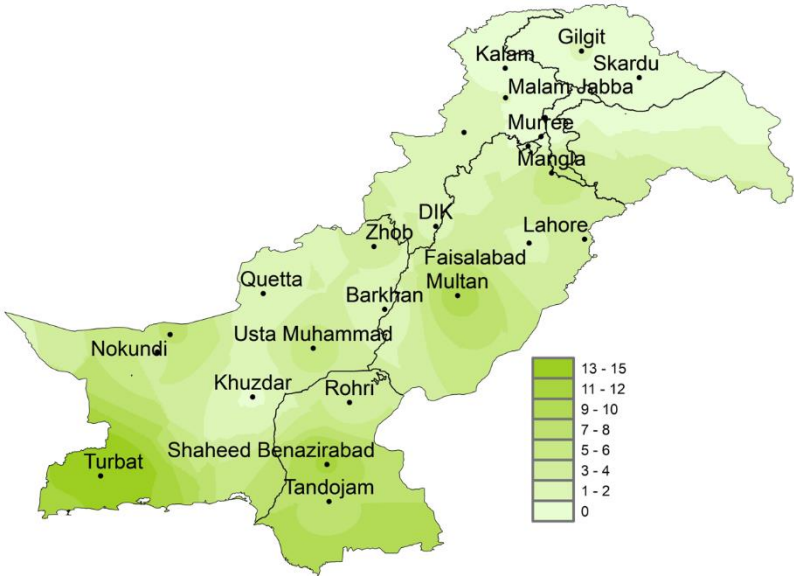 Gilgit
Kalam
Skardu
Malam Jabba
Murree
Mangla
DIK
Lahore
Zhob
Faisalabad
Quetta
Multan
Barkhan
Usta Muhammad
Nokundi
Khuzdar
Rohri
Shaheed Benazirabad
Turbat
Tandojam
13 - 15
11 - 12
9 - 10
7 - 8
5 - 6
3 - 4
1 - 2
0